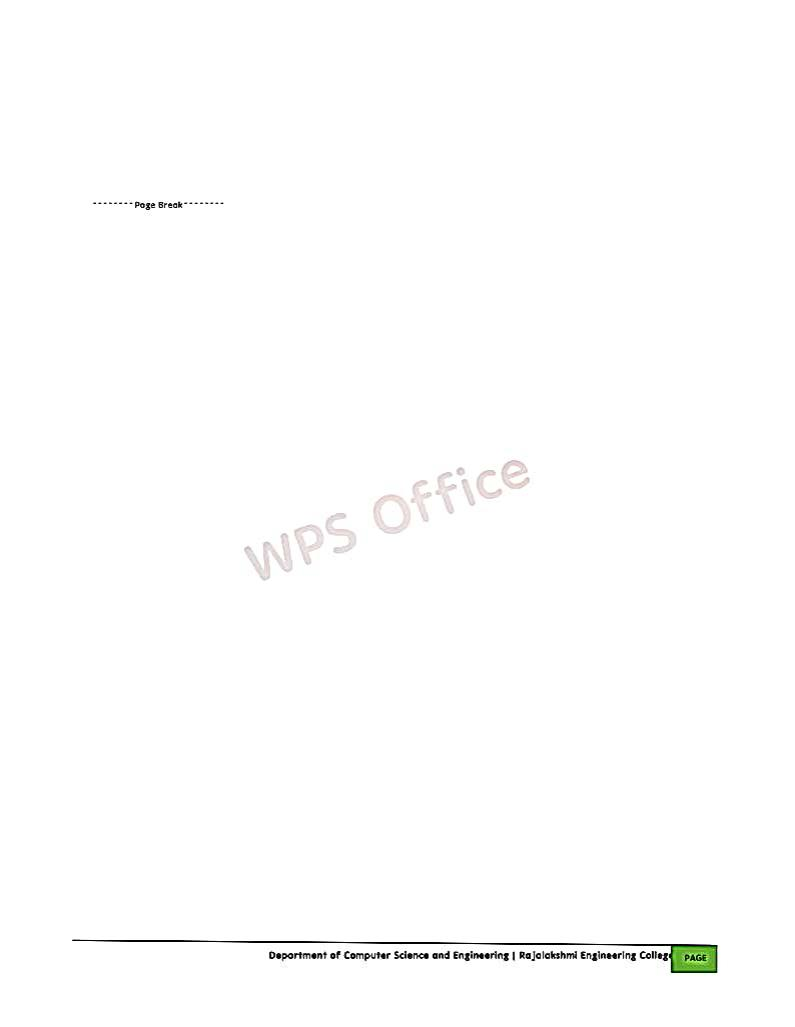 --------Page Break--------
WPS Office
Department of Computer Science and Engineering | Rajalakshmi Engineering College
PAGE